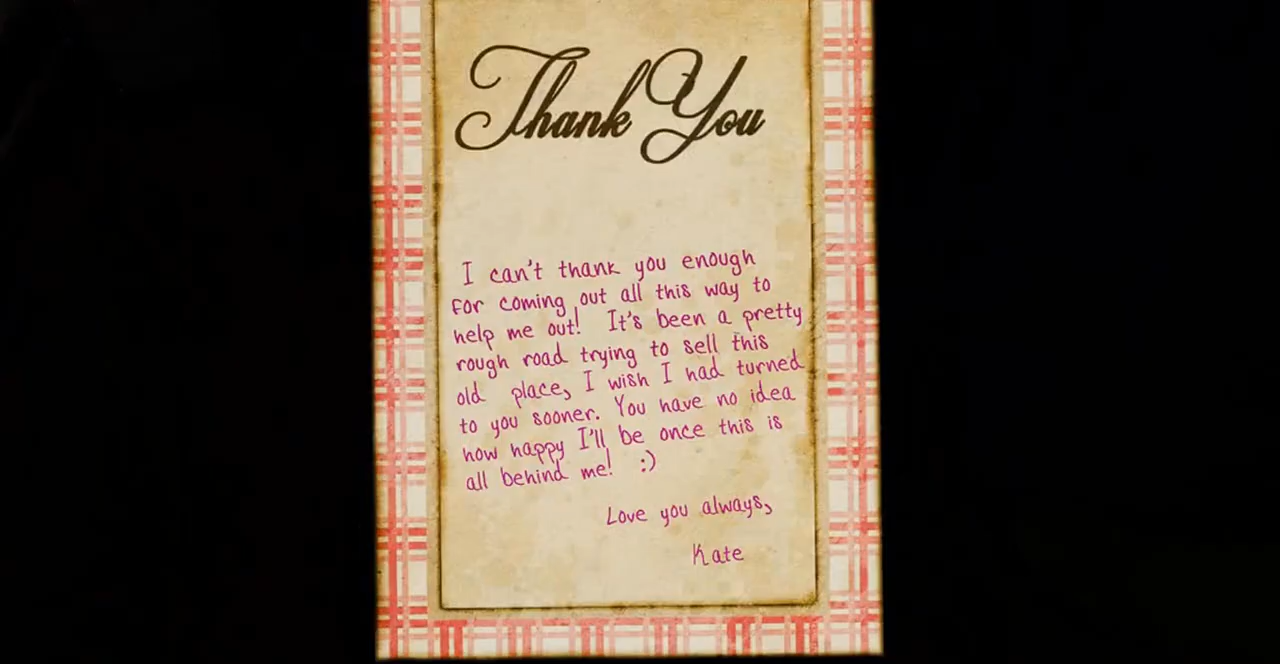 Thank You
I can't thank you enough
for coming out all this way to
help me out! It's been a pretty
rough road trying to sell this
old place, I wish I had turned
to you sooner. You have no idea
how happy I'll be once this is
all behind me! :)
Love you always,
Kate